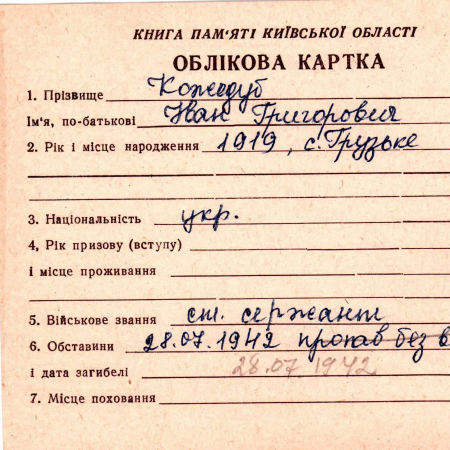 КНИГА ПАМ'ЯТІ КИЇВСЬКОЇ ОБЛАСТІ
ОБЛІКОВА КАРТКА
1. Прізвище Кожедуб
Ім'я, по-батькові Іван Григорович
2. Рік і місце народження 1919, с. Грузьке
3. Національність укр.
4, Рік призову (вступу)
і місце проживання
5. Військове звання ст. сержант
6. Обставини 28.07.1942 пропав без в
і дата загибелі 28.07.1942
7. Місце поховання